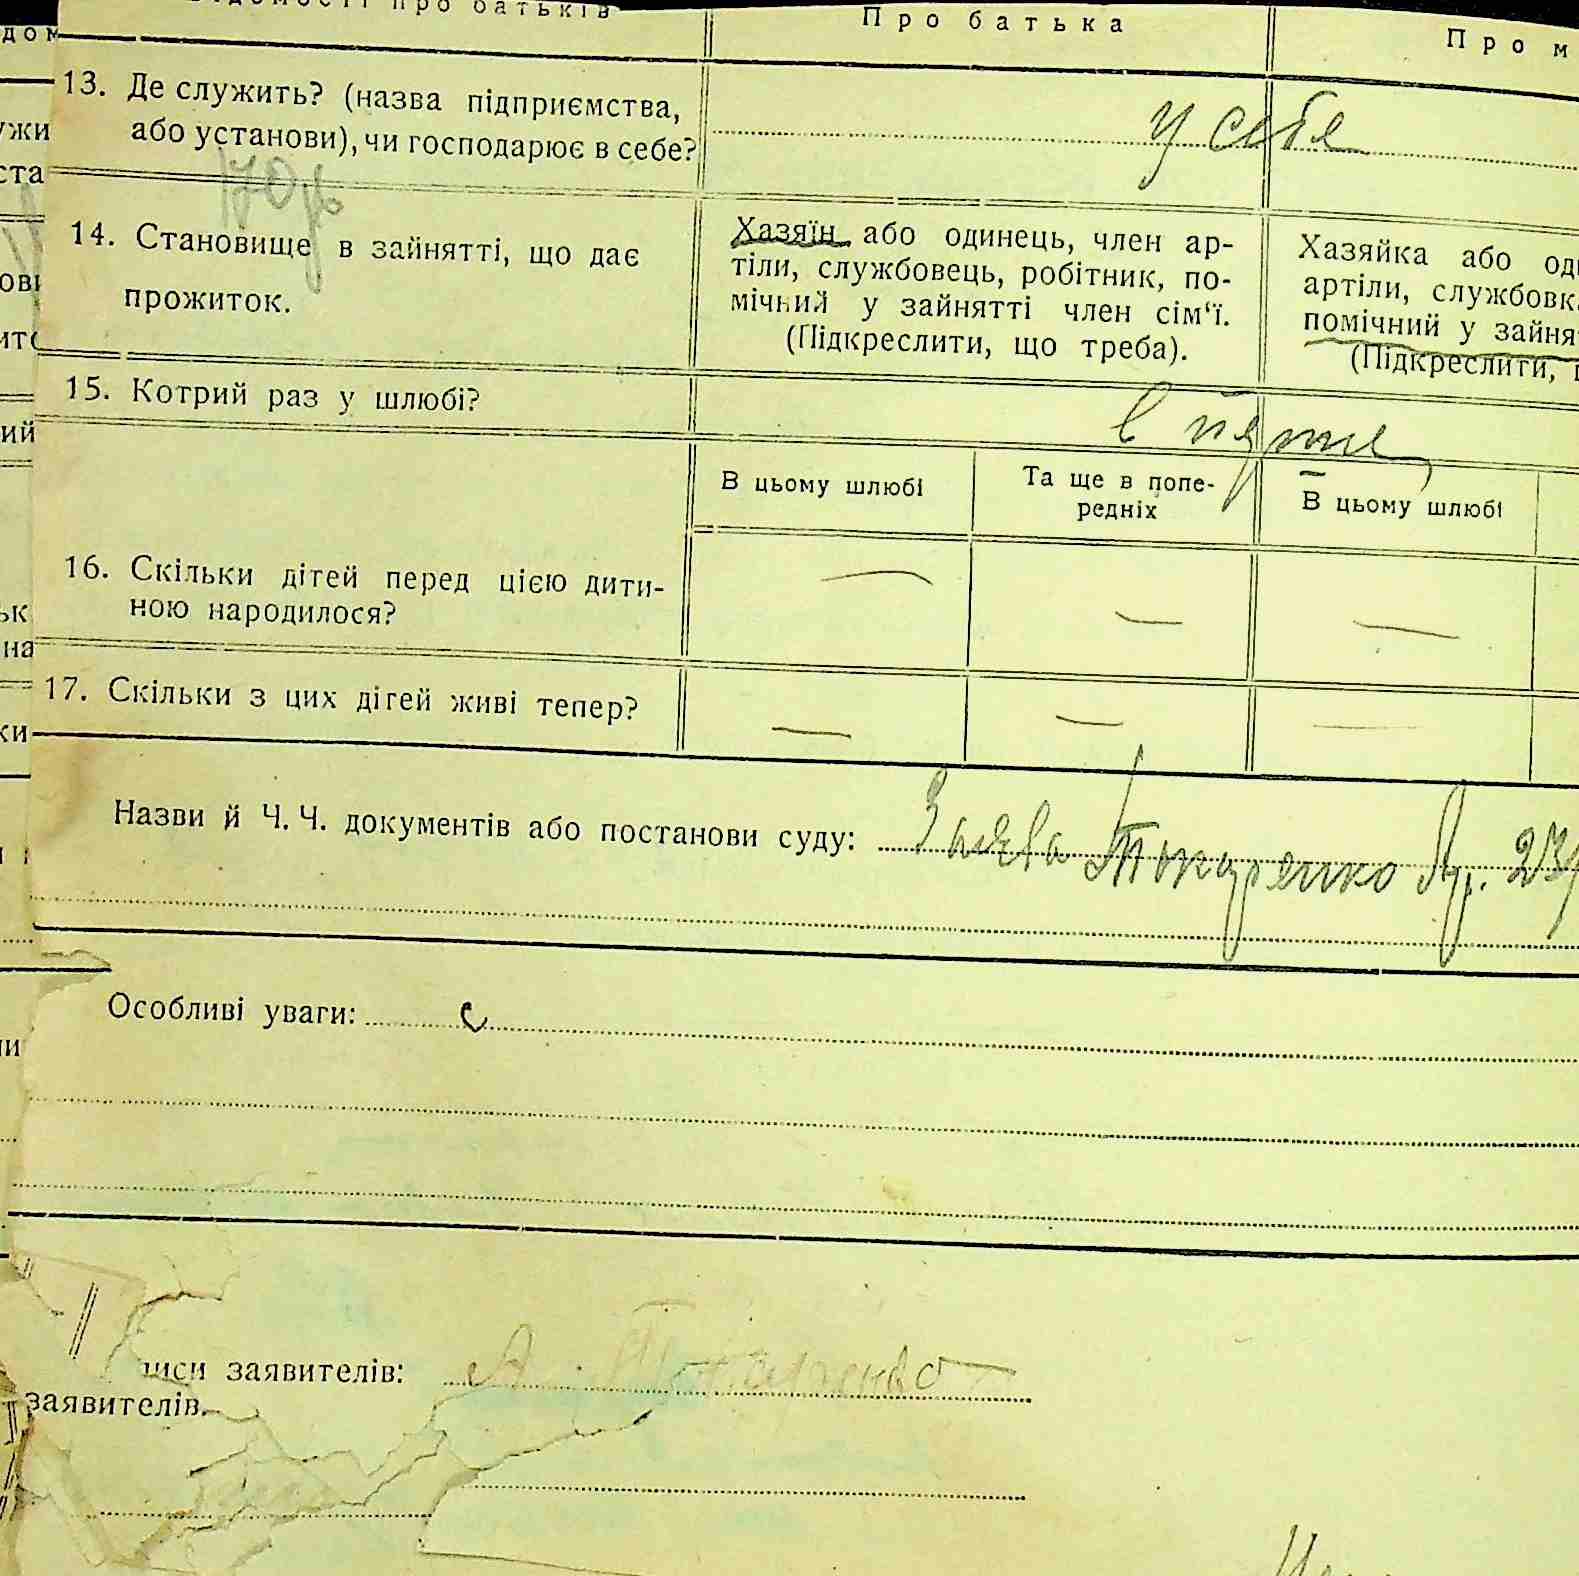 Відомості про батьків Про батька Про м
13. Де служить? (назва підприємства,
або установи), чи господарює в себе?
у себе
14. Становище в зайнятті, що дає
прожиток.
Хазяїн або одинець, член ар-
тіли, службовець, робітник, по-
мічний у зайнятті член сім'ї.
(Підкреслити, що треба).
Хазяйка або од
артіли, службовк
помічний у зайня
(Підкреслити,
15. Котрий раз у шлюбі?
В цьому шлюбі
Та ще в попе-
редніх
В цьому шлюбі
16. Скільки дітей перед цією дити-
ною народилося?
— — —
17. Скільки з цих дітей живі тепер?
— — —
Назви й Ч. Ч. документів або постанови суду: Заява Токаренко
Особливі уваги:
иси заявителів: А. Токаренко
заявителів.